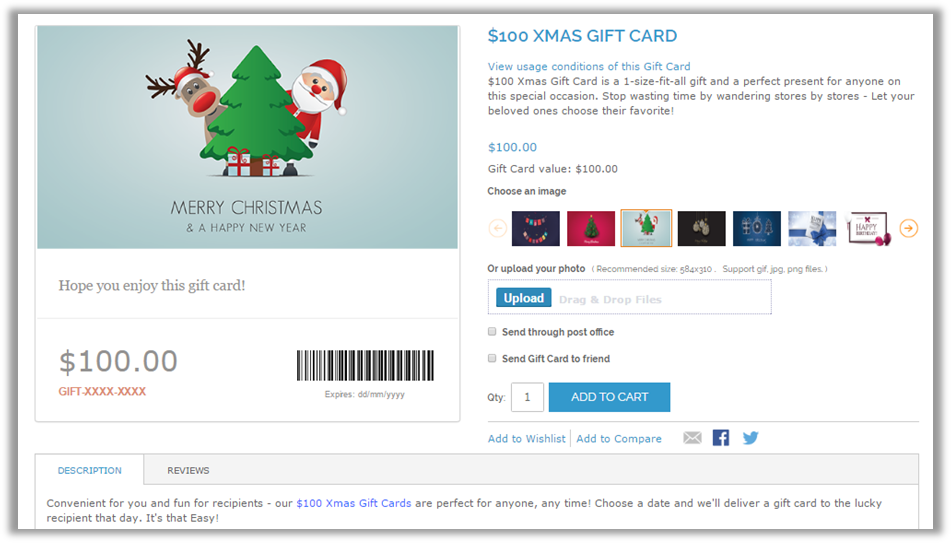 MERRY CHRISTMAS
& A HAPPY NEW YEAR
Hope you enjoy this gift card!
$100.00
GIFT-XXXX-XXXX
Expires: dd/mm/yyyy
$100 XMAS GIFT CARD
View usage conditions of this Gift Card
$100 Xmas Gift Card is a 1-size-fit-all gift and a perfect present for anyone on
this special occasion. Stop wasting time by wandering stores by stores - Let your
beloved ones choose their favorite!
$100.00
Gift Card value: $100.00
Choose an image
HAPPY
BIRTHDAY!
Or upload your photo ( Recommended size: 584x310 . Support gif, jpg, png files. )
Upload Drag & Drop Files
Send through post office
Send Gift Card to friend
Qty: 1 ADD TO CART
Add to Wishlist Add to Compare
DESCRIPTION REVIEWS
Convenient for you and fun for recipients - our $100 Xmas Gift Cards are perfect for anyone, any time! Choose a date and we'll deliver a gift card to the lucky
recipient that day. It's that Easy!